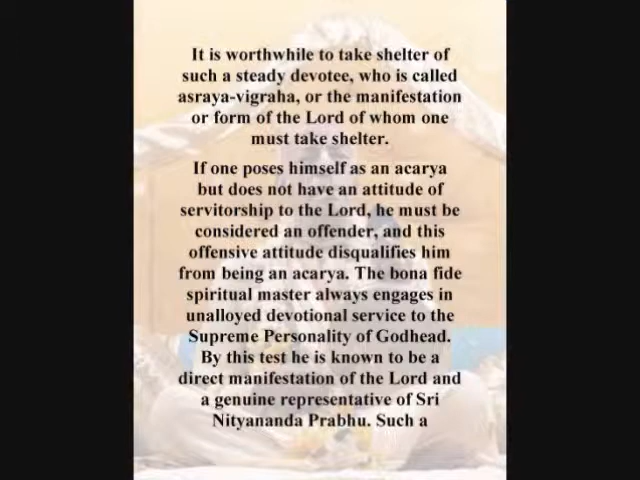 It is worthwhile to take shelter of
such a steady devotee, who is called
asraya-vigraha, or the manifestation
or form of the Lord of whom one
must take shelter.
If one poses himself as an acarya
but does not have an attitude of
servitorship to the Lord, he must be
considered an offender, and this
offensive attitude disqualifies him
from being an acarya. The bona fide
spiritual master always engages in
unalloyed devotional service to the
Supreme Personality of Godhead.
By this test he is known to be a
direct manifestation of the Lord and
a genuine representative of Sri
Nityananda Prabhu. Such a